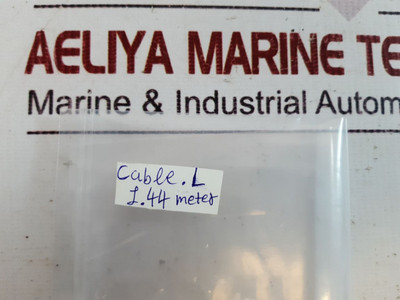 AELIYA MARINE TE
Marine & Industrial Autom
Cable . L
1.44 meter